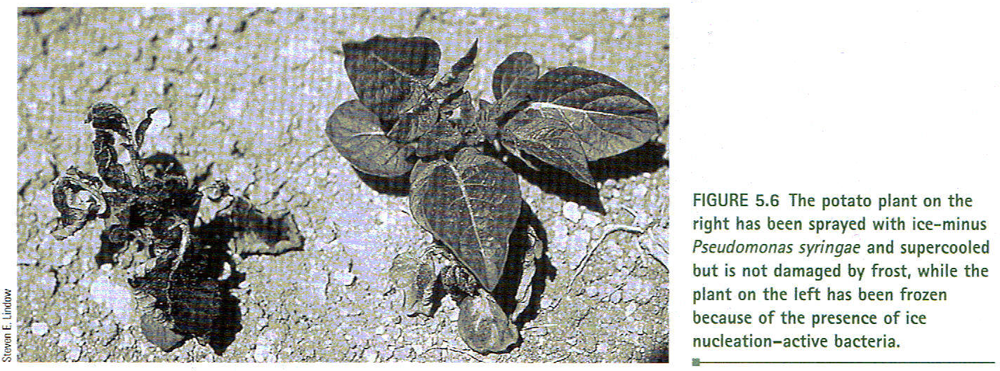 Steven E. Lindow
FIGURE 5.6 The potato plant on the
right has been sprayed with ice-minus
Pseudomonas syringae and supercooled
but is not damaged by frost, while the
plant on the left has been frozen
because of the presence of ice
nucleation-active bacteria.